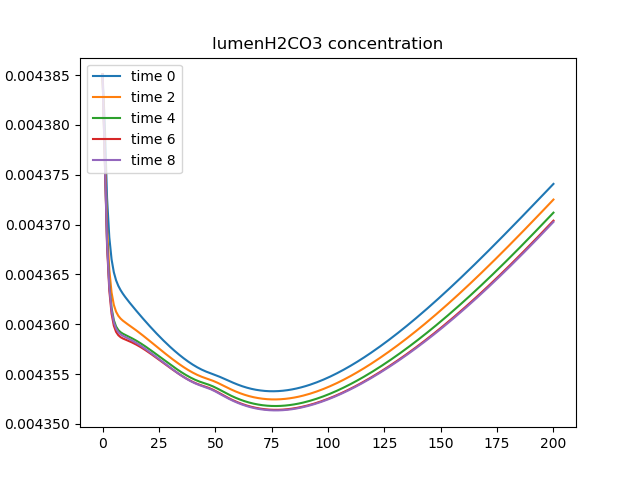 lumenH2CO3 concentration
0.004385
0.004380
0.004375
0.004370
0.004365
0.004360
0.004355
0.004350
time 0
time 2
time 4
time 6
time 8
0 25 50 75 100 125 150 175 200